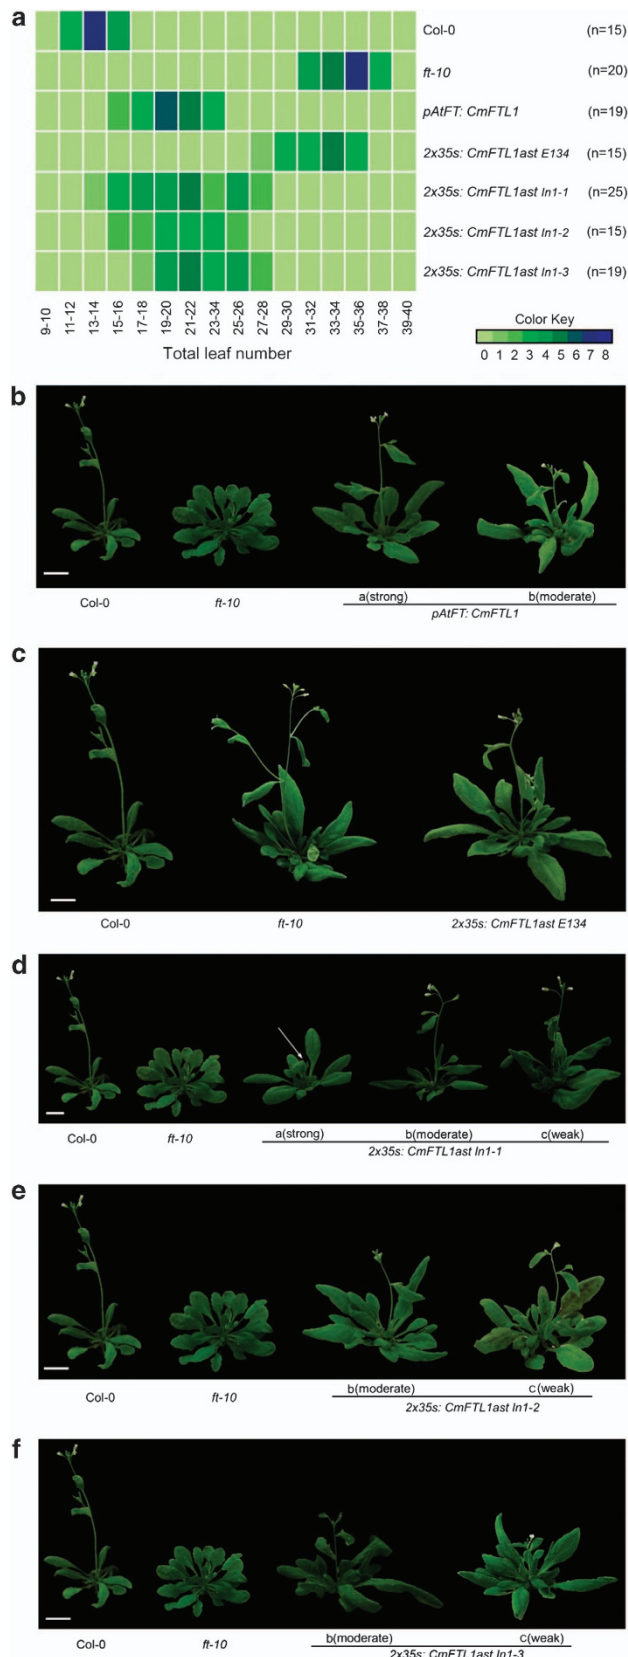 a
Col-0 (n=15)
ft-10 (n=20)
pAtFT: CmFTL1 (n=19)
2x35s: CmFTL1ast E134 (n=15)
2x35s: CmFTL1ast In1-1 (n=25)
2x35s: CmFTL1ast In1-2 (n=15)
2x35s: CmFTL1ast In1-3 (n=19)
9-10 11-12 13-14 15-16 17-18 19-20 21-22 23-34 25-26 27-28 29-30 31-32 33-34 35-36 37-38 39-40
Total leaf number
Color Key
0 1 2 3 4 5 6 7 8
b
Col-0 ft-10 a(strong) b(moderate)
pAtFT: CmFTL1
c
Col-0 ft-10 2x35s: CmFTL1ast E134
d
Col-0 ft-10 a(strong) b(moderate) c(weak)
2x35s: CmFTL1ast In1-1
e
Col-0 ft-10 b(moderate) c(weak)
2x35s: CmFTL1ast In1-2
f
Col-0 ft-10 b(moderate) c(weak)
2x35s: CmFTL1ast In1-3